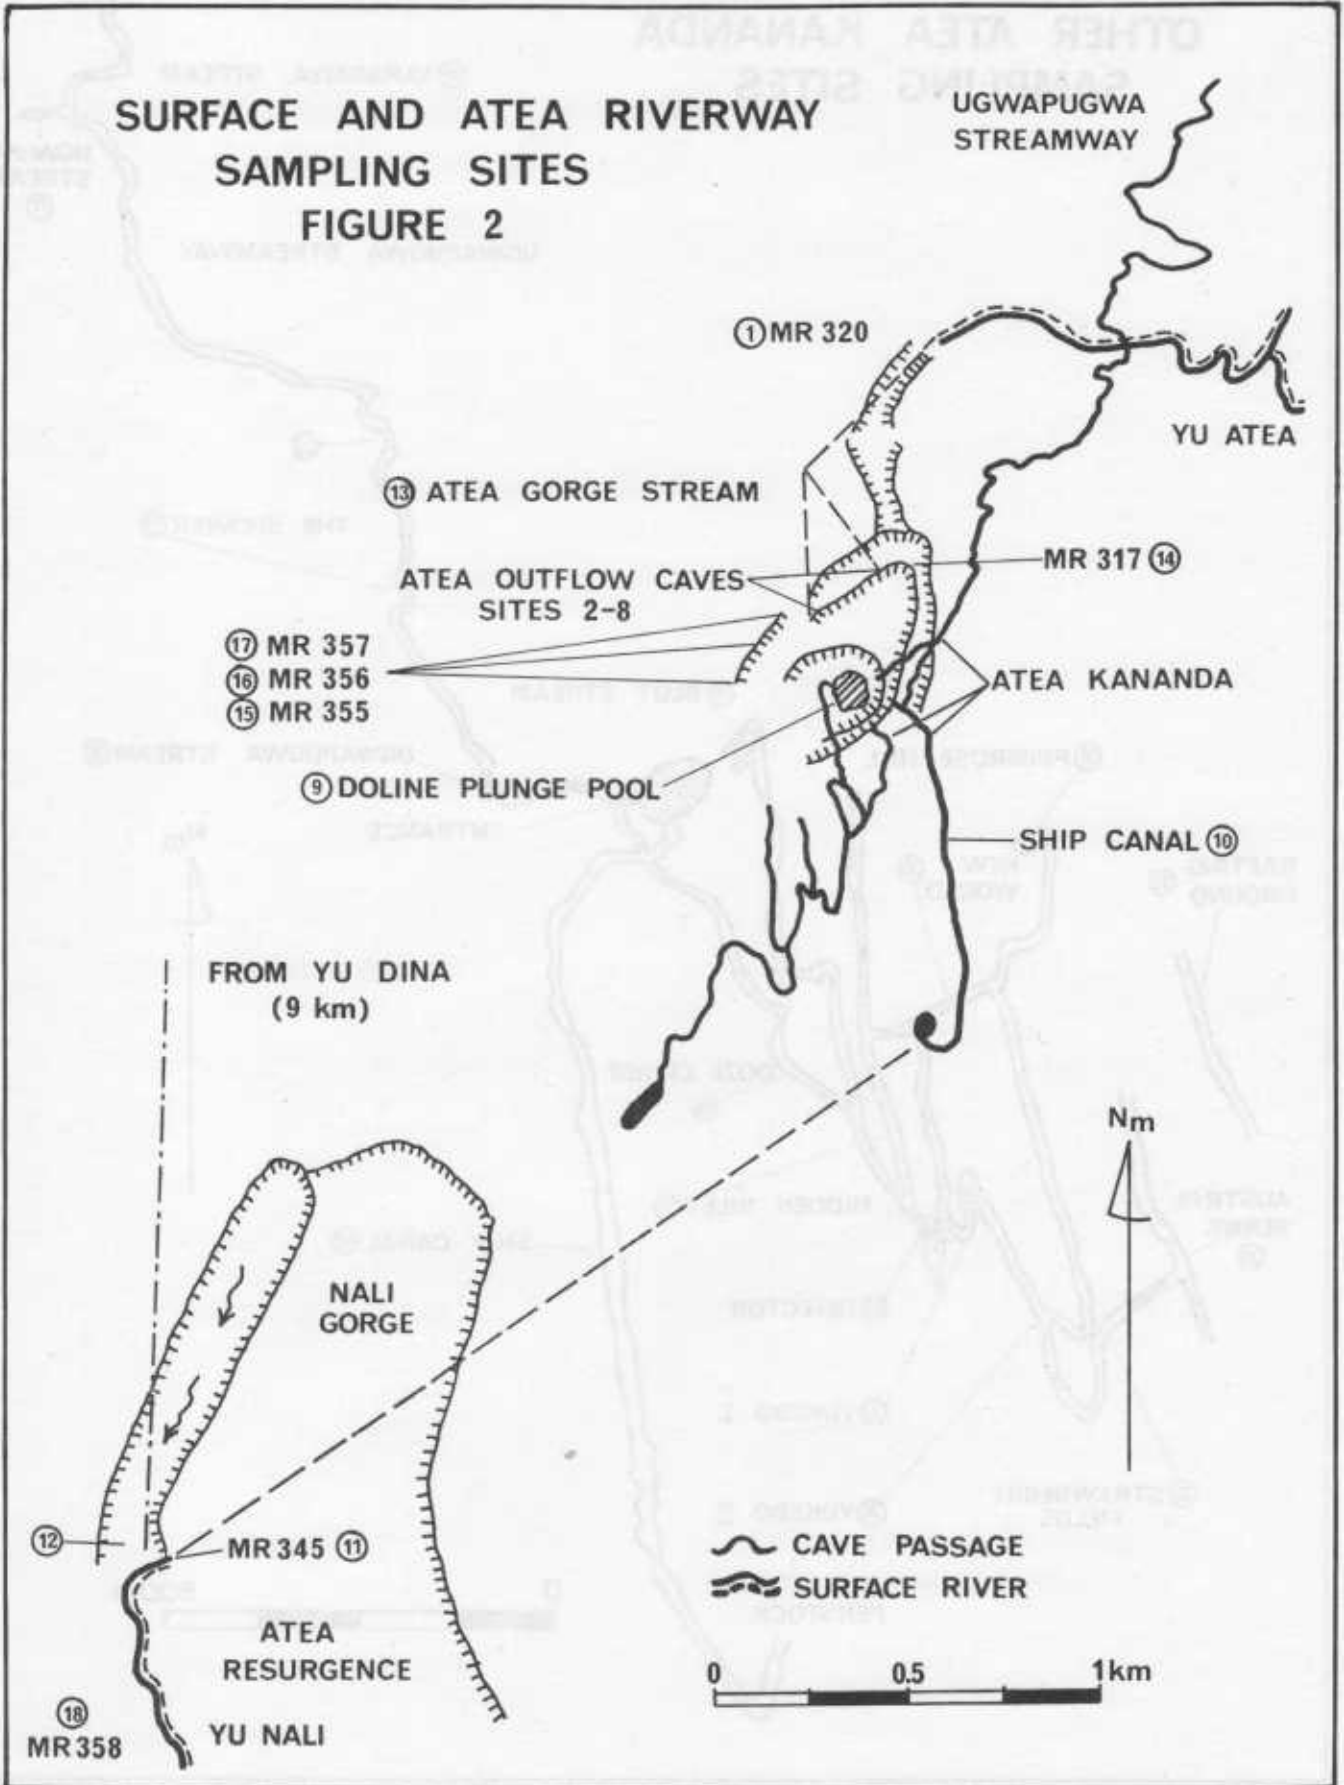 SURFACE AND ATEA RIVERWAY
SAMPLING SITES
FIGURE 2
UGWAPUGWA
STREAMWAY
① MR 320
YU ATEA
⑬ ATEA GORGE STREAM
MR 317 ⑭
ATEA OUTFLOW CAVES
SITES 2-8
⑰ MR 357
⑯ MR 356
⑮ MR 355
ATEA KANANDA
⑨ DOLINE PLUNGE POOL
SHIP CANAL ⑩
FROM YU DINA
(9 km)
Nm
NALI
GORGE
⑫
MR 345 ⑪
CAVE PASSAGE
SURFACE RIVER
ATEA
RESURGENCE
0 0.5 1km
⑱
MR 358
YU NALI